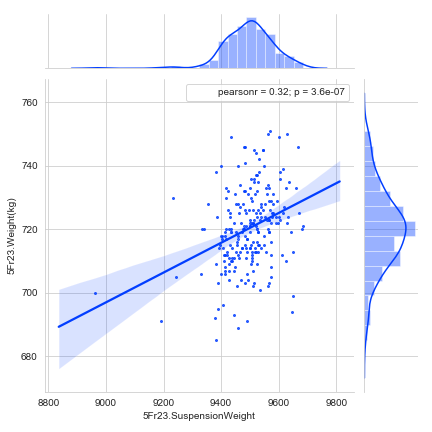 pearsonr = 0.32; p = 3.6e-07
760
740
720
700
680
5Fr23.Weight(kg)
8800 9000 9200 9400 9600 9800
5Fr23.SuspensionWeight